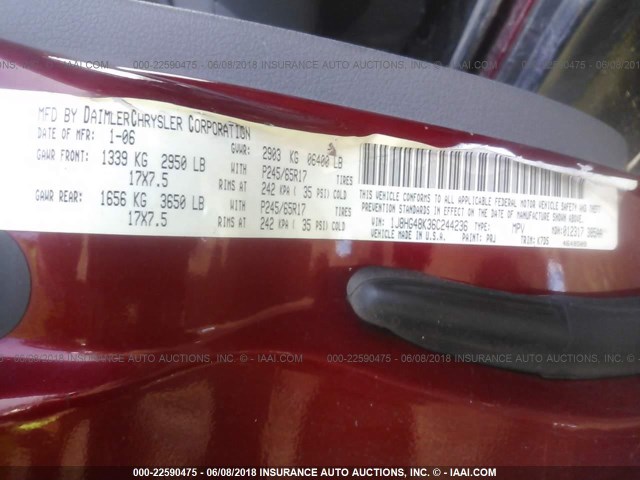 000-22590475 - 06/08/2018 INSURANCE AUTO AUCTIONS, INC. - © IAAI.COM
MFD BY DAIMLERCHRYSLER CORPORATION
DATE OF MFR: 1-06 GVWR: 2903 KG 06400 LB
GAWR FRONT: 1339 KG 2950 LB WITH P245/65R17 TIRES
17X7.5 RIMS AT 242 KPA ( 35 PSI) COLD
GAWR REAR: 1656 KG 3650 LB WITH P245/65R17 TIRES
17X7.5 RIMS AT 242 KPA ( 35 PSI) COLD
THIS VEHICLE CONFORMS TO ALL APPLICABLE FEDERAL MOTOR VEHICLE SAFETY AND THEFT
PREVENTION STANDARDS IN EFFECT ON THE DATE OF MANUFACTURE SHOWN ABOVE.
VIN: 1J8HG48K36C244236 TYPE: MPV MDH: 012317
VEHICLE MADE IN U.S.A. PAINT: PRJ TRIM: K7D5
000-22590475 - 06/08/2018 INSURANCE AUTO AUCTIONS, INC. - © IAAI.COM
000-22590475 - 06/08/2018 INSURANCE AUTO AUCTIONS, INC. - © IAAI.COM